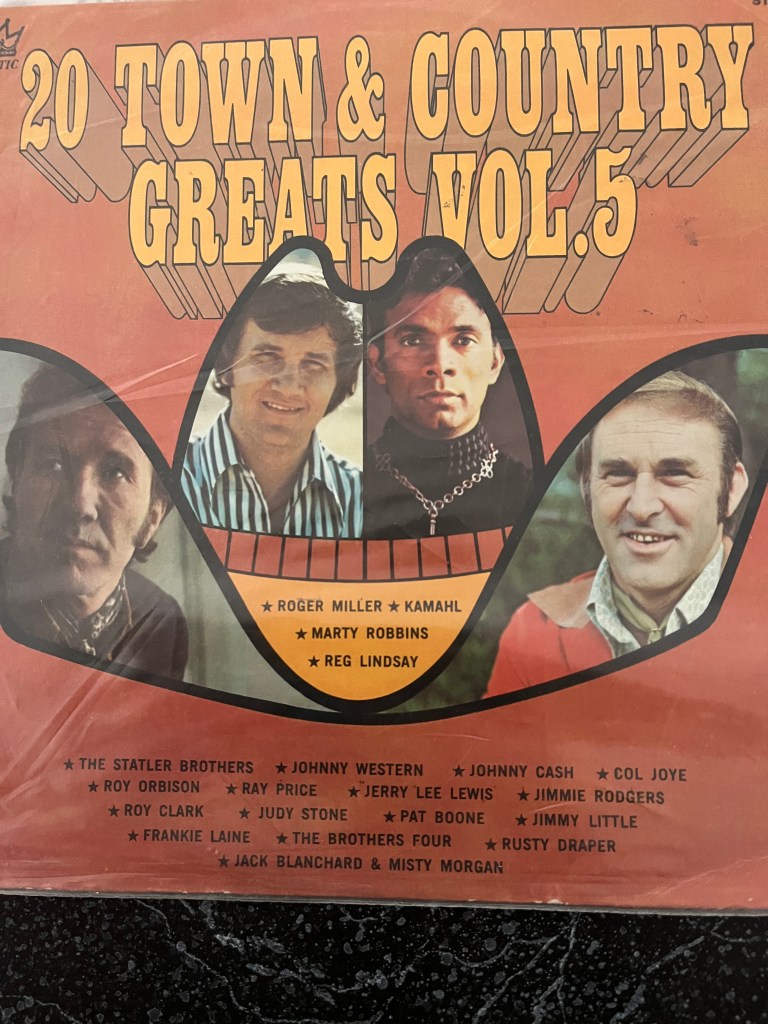 20 TOWN & COUNTRY
GREATS VOL.5
★ ROGER MILLER ★ KAMAHL
★ MARTY ROBBINS
★ REG LINDSAY
★ THE STATLER BROTHERS ★ JOHNNY WESTERN ★ JOHNNY CASH ★ COL JOYE
★ ROY ORBISON ★ RAY PRICE ★ JERRY LEE LEWIS ★ JIMMIE RODGERS
★ ROY CLARK ★ JUDY STONE ★ PAT BOONE ★ JIMMY LITTLE
★ FRANKIE LAINE ★ THE BROTHERS FOUR ★ RUSTY DRAPER
★ JACK BLANCHARD & MISTY MORGAN